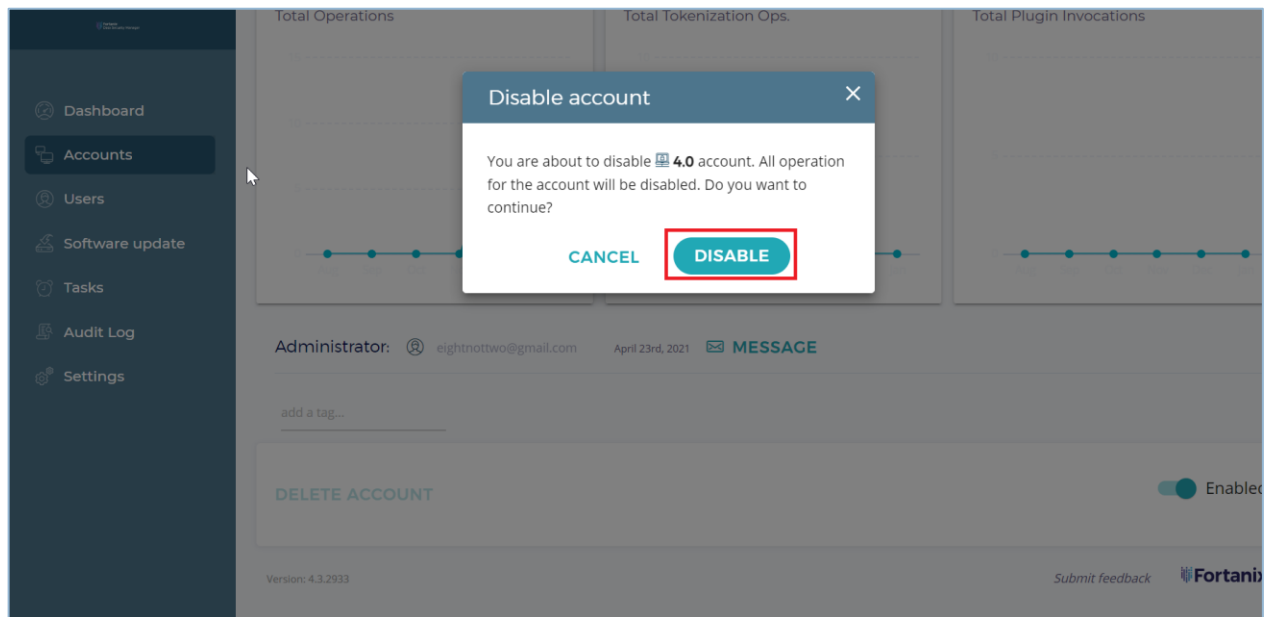 Total Operations
Total Tokenization Ops.
Total Plugin Invocations
Disable account
You are about to disable 4.0 account. All operation
for the account will be disabled. Do you want to
continue?
CANCEL
DISABLE
Dashboard
Accounts
Users
Software update
Tasks
Audit Log
Settings
Administrator: eightnottwo@gmail.com April 23rd, 2021 MESSAGE
add a tag...
DELETE ACCOUNT
Enabled
Version: 4.3.2933
Submit feedback
Fortanix